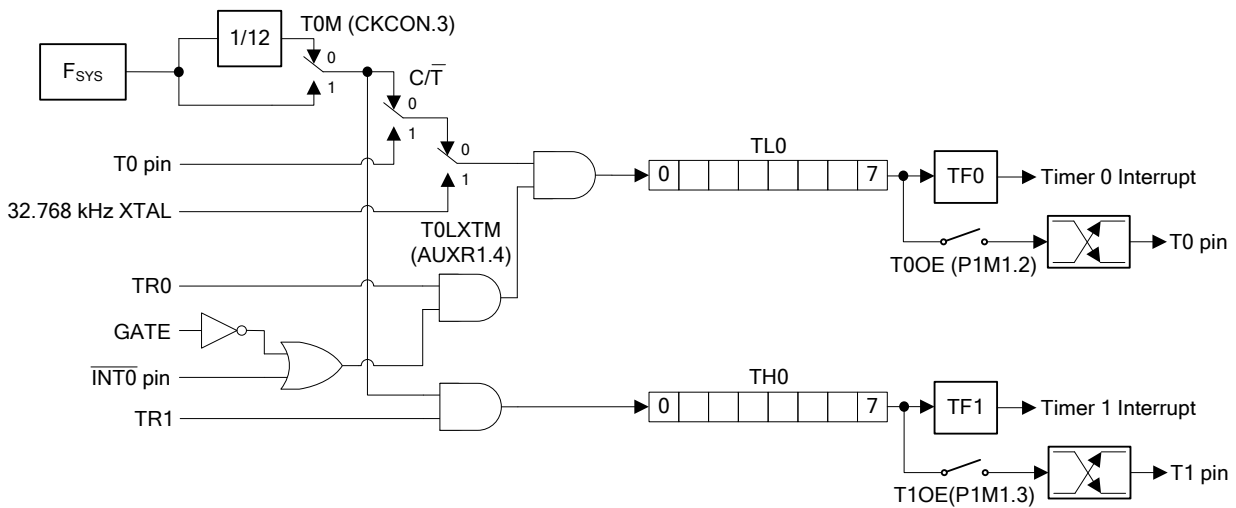 T0M (CKCON.3)
1/12
F_SYS
0
1
C/T̅
0
1
0
1
T0 pin
32.768 kHz XTAL
T0LXTM
(AUXR1.4)
TL0
0 7
TF0
Timer 0 Interrupt
T0OE (P1M1.2)
T0 pin
TR0
GATE
I̅N̅T̅0̅ pin
TR1
TH0
0 7
TF1
Timer 1 Interrupt
T1OE(P1M1.3)
T1 pin